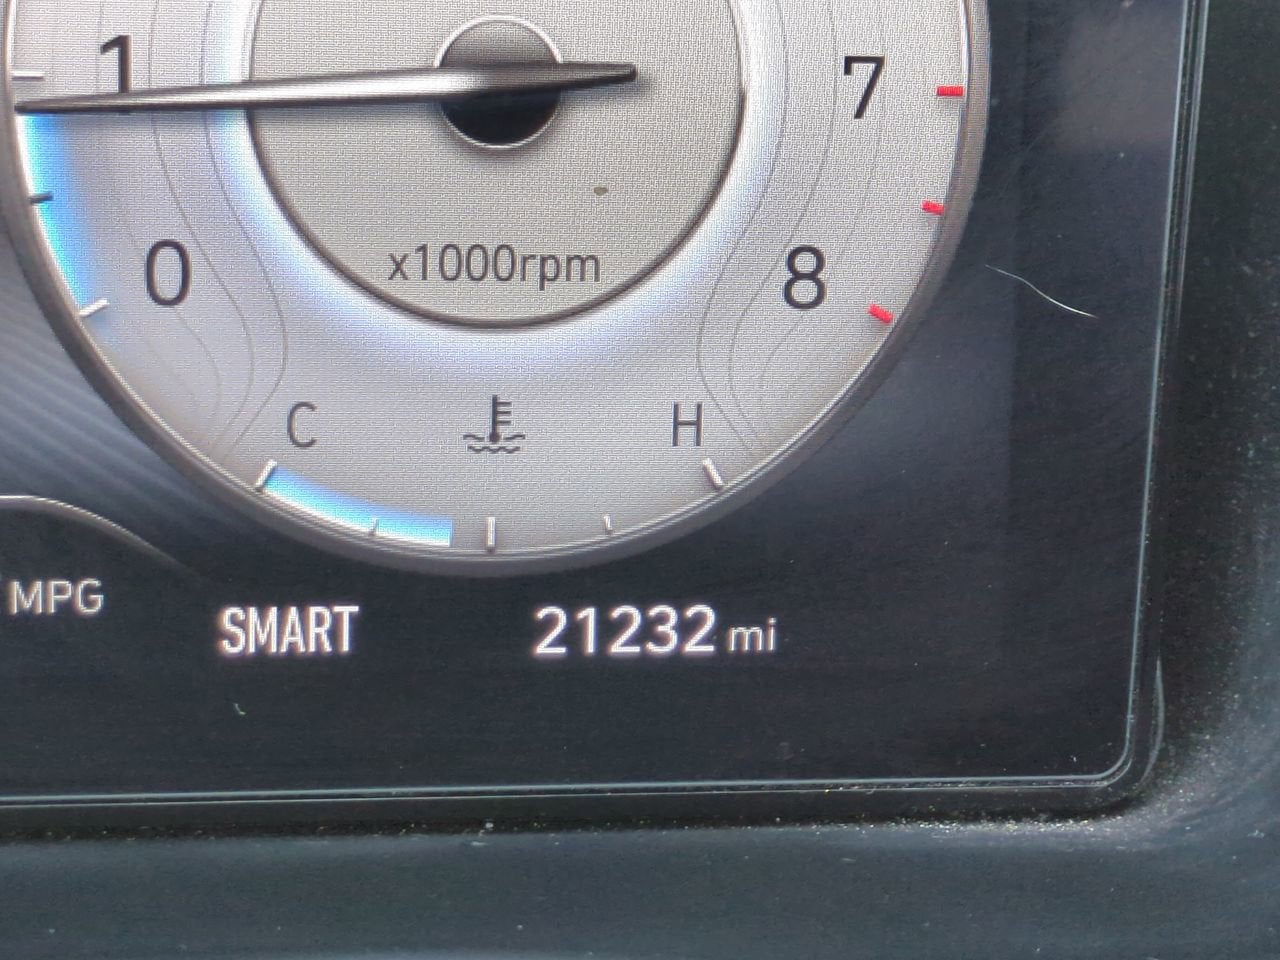 1 7
0 8
x1000rpm
C H
MPG
SMART 21232 mi